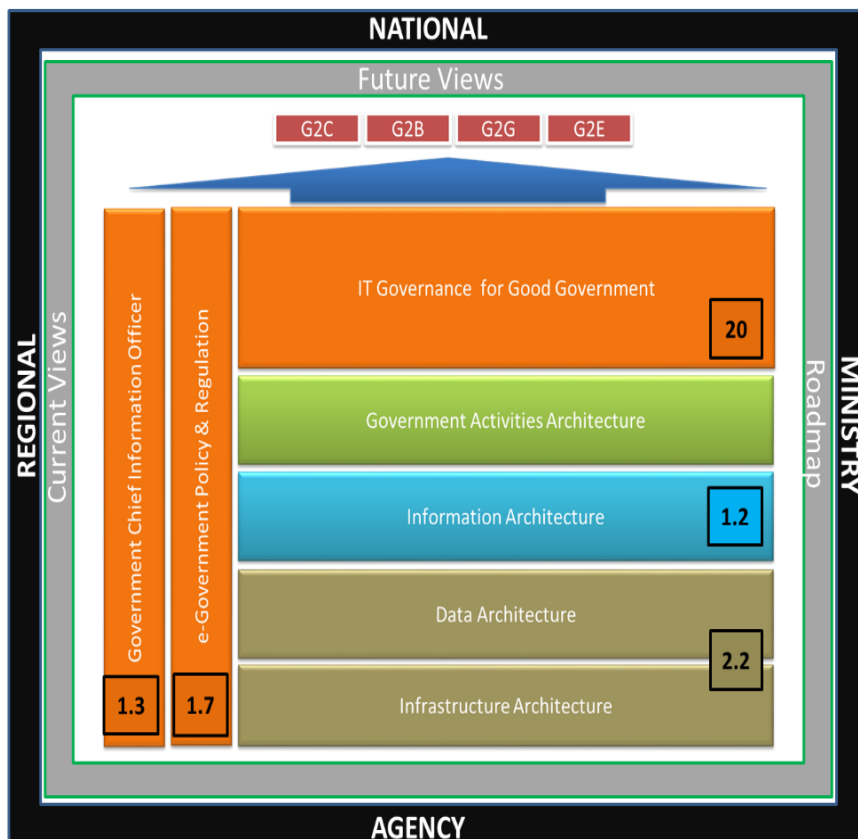 NATIONAL
Future Views
G2C
G2B
G2G
G2E
REGIONAL
Current Views
Government Chief Information Officer
1.3
e-Government Policy & Regulation
1.7
IT Governance for Good Government
20
Government Activities Architecture
Information Architecture
1.2
Data Architecture
2.2
Infrastructure Architecture
Roadmap
MINISTRY
AGENCY